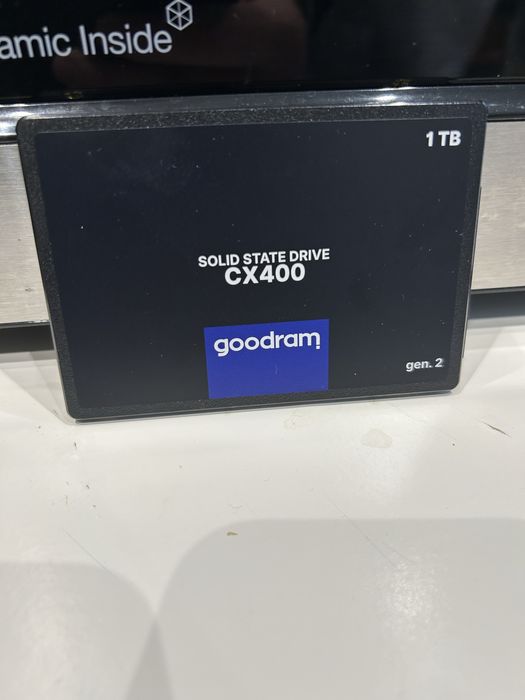 amic Inside
1 TB
SOLID STATE DRIVE
CX400
goodram
gen. 2